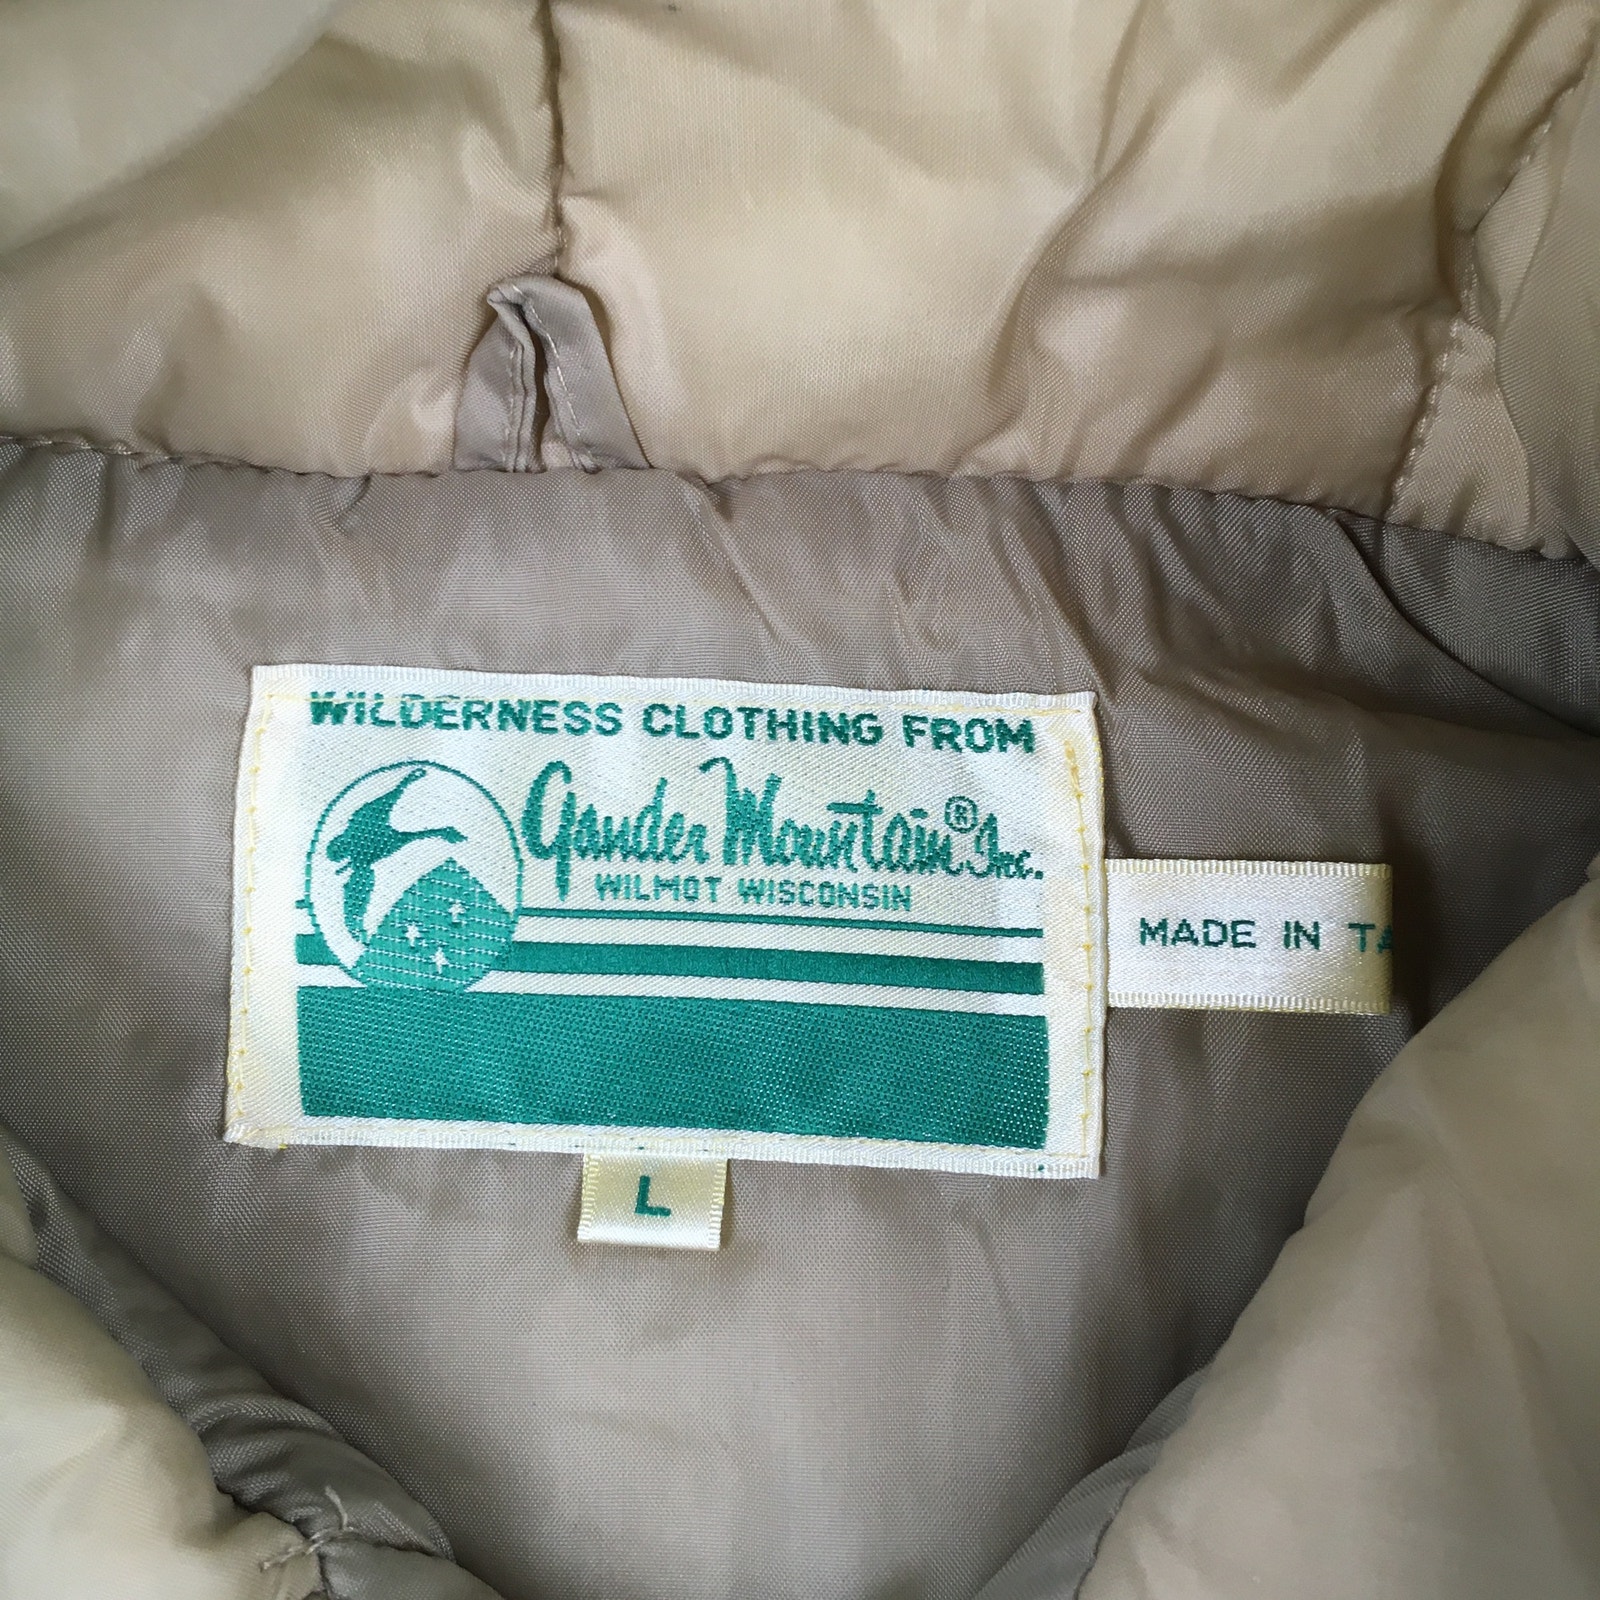 WILDERNESS CLOTHING FROM
Gander Mountain® Inc.
WILMOT WISCONSIN
MADE IN TA
L